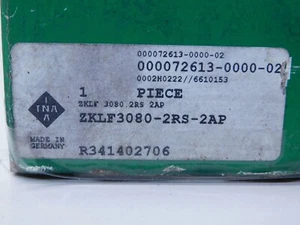 000072613-0000-02
000072613-0000-02
0002H0222//6610153
1 PIECE
ZKLF 3080 2RS 2AP
ZKLF3080-2RS-2AP
I
INA
A
MADE IN
GERMANY
R341402706